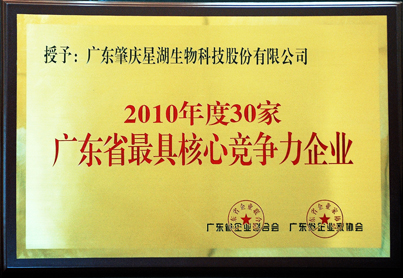 授予：广东肇庆星湖生物科技股份有限公司
2010年度30家
广东省最具核心竞争力企业
广东省企业联合会 广东省企业家协会